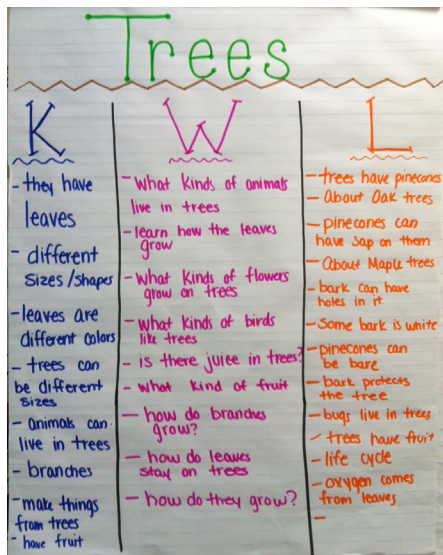 Trees
K
- they have
leaves
- different
sizes/shapes
- leaves are
different colors
- trees can
be different
sizes
- animals can
live in trees
- branches
- make things
from trees
- have fruit
W
- What kinds of animals
live in trees
- learn how the leaves
grow
- What kinds of flowers
grow on trees
- what kinds of birds
like trees
- is there juice in trees?
- what kind of fruit
- how do branches
grow?
- how do leaves
stay on trees
- how do they grow?
L
- trees have pinecones
- About Oak trees
- pinecones can
have sap on them
- About Maple trees
- bark can have
holes in it
- Some bark is white
- pinecones can
be bare
- bark protects
the tree
- bugs live in trees
- trees have fruit
- life cycle
- oxygen comes
from leaves
-